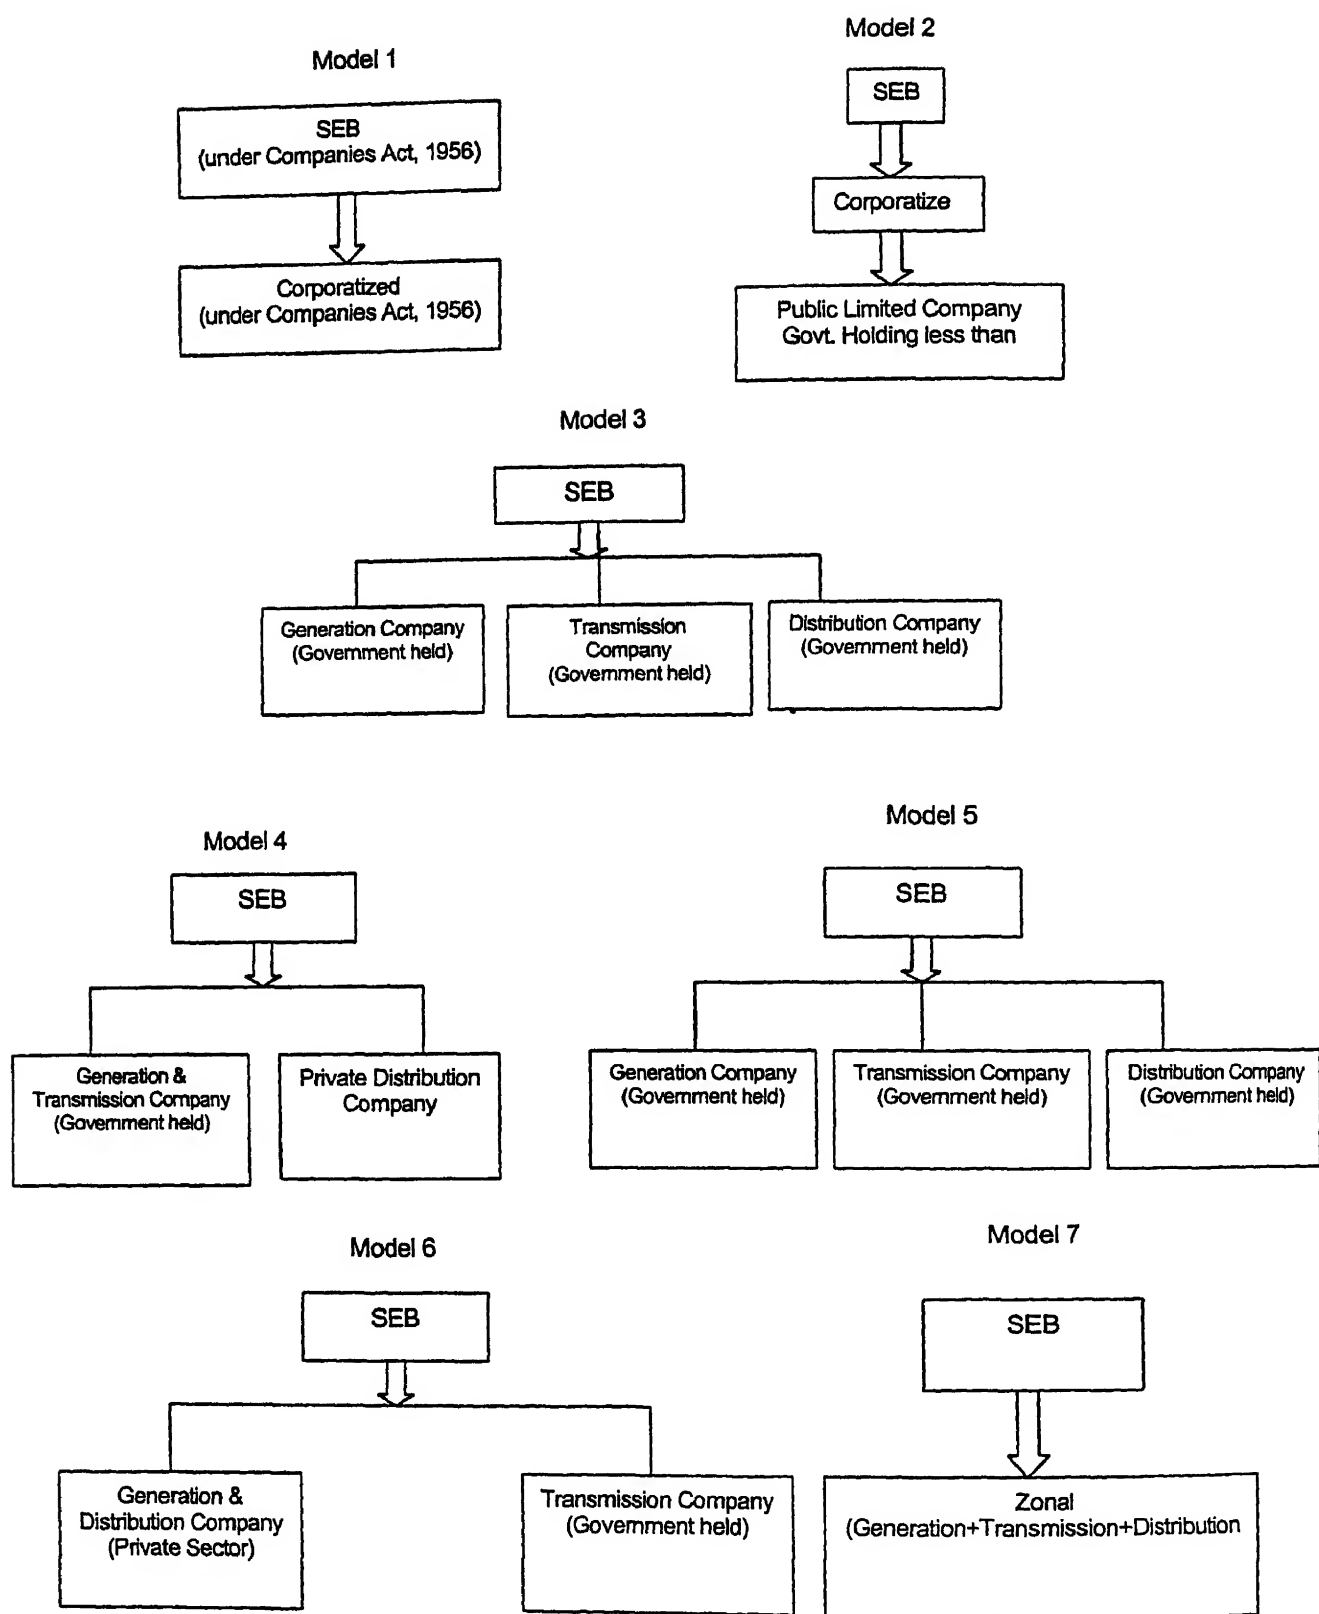 Model 1
SEB
(under Companies Act, 1956)
Corporatized
(under Companies Act, 1956)
Model 2
SEB
Corporatize
Public Limited Company
Govt. Holding less than
Model 3
SEB
Generation Company
(Government held)
Transmission
Company
(Government held)
Distribution Company
(Government held)
Model 4
SEB
Generation &
Transmission Company
(Government held)
Private Distribution
Company
Model 5
SEB
Generation Company
(Government held)
Transmission Company
(Government held)
Distribution Company
(Government held)
Model 6
SEB
Generation &
Distribution Company
(Private Sector)
Transmission Company
(Government held)
Model 7
SEB
Zonal
(Generation+Transmission+Distribution